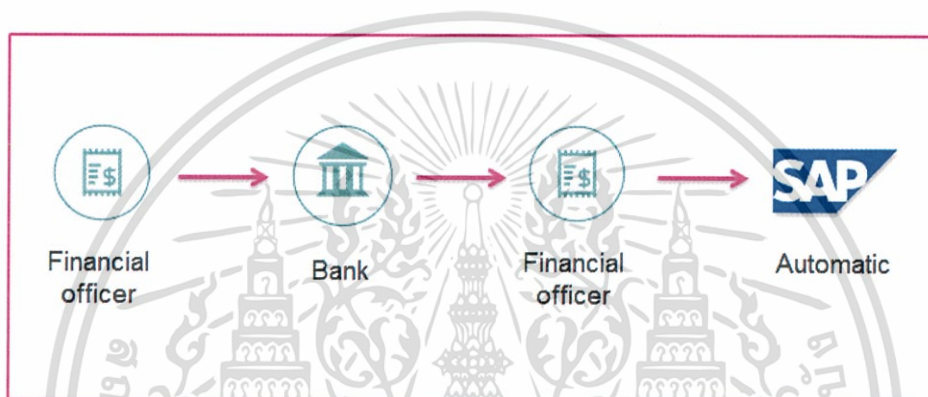 SAP
Financial
officer
Bank
Financial
officer
Automatic